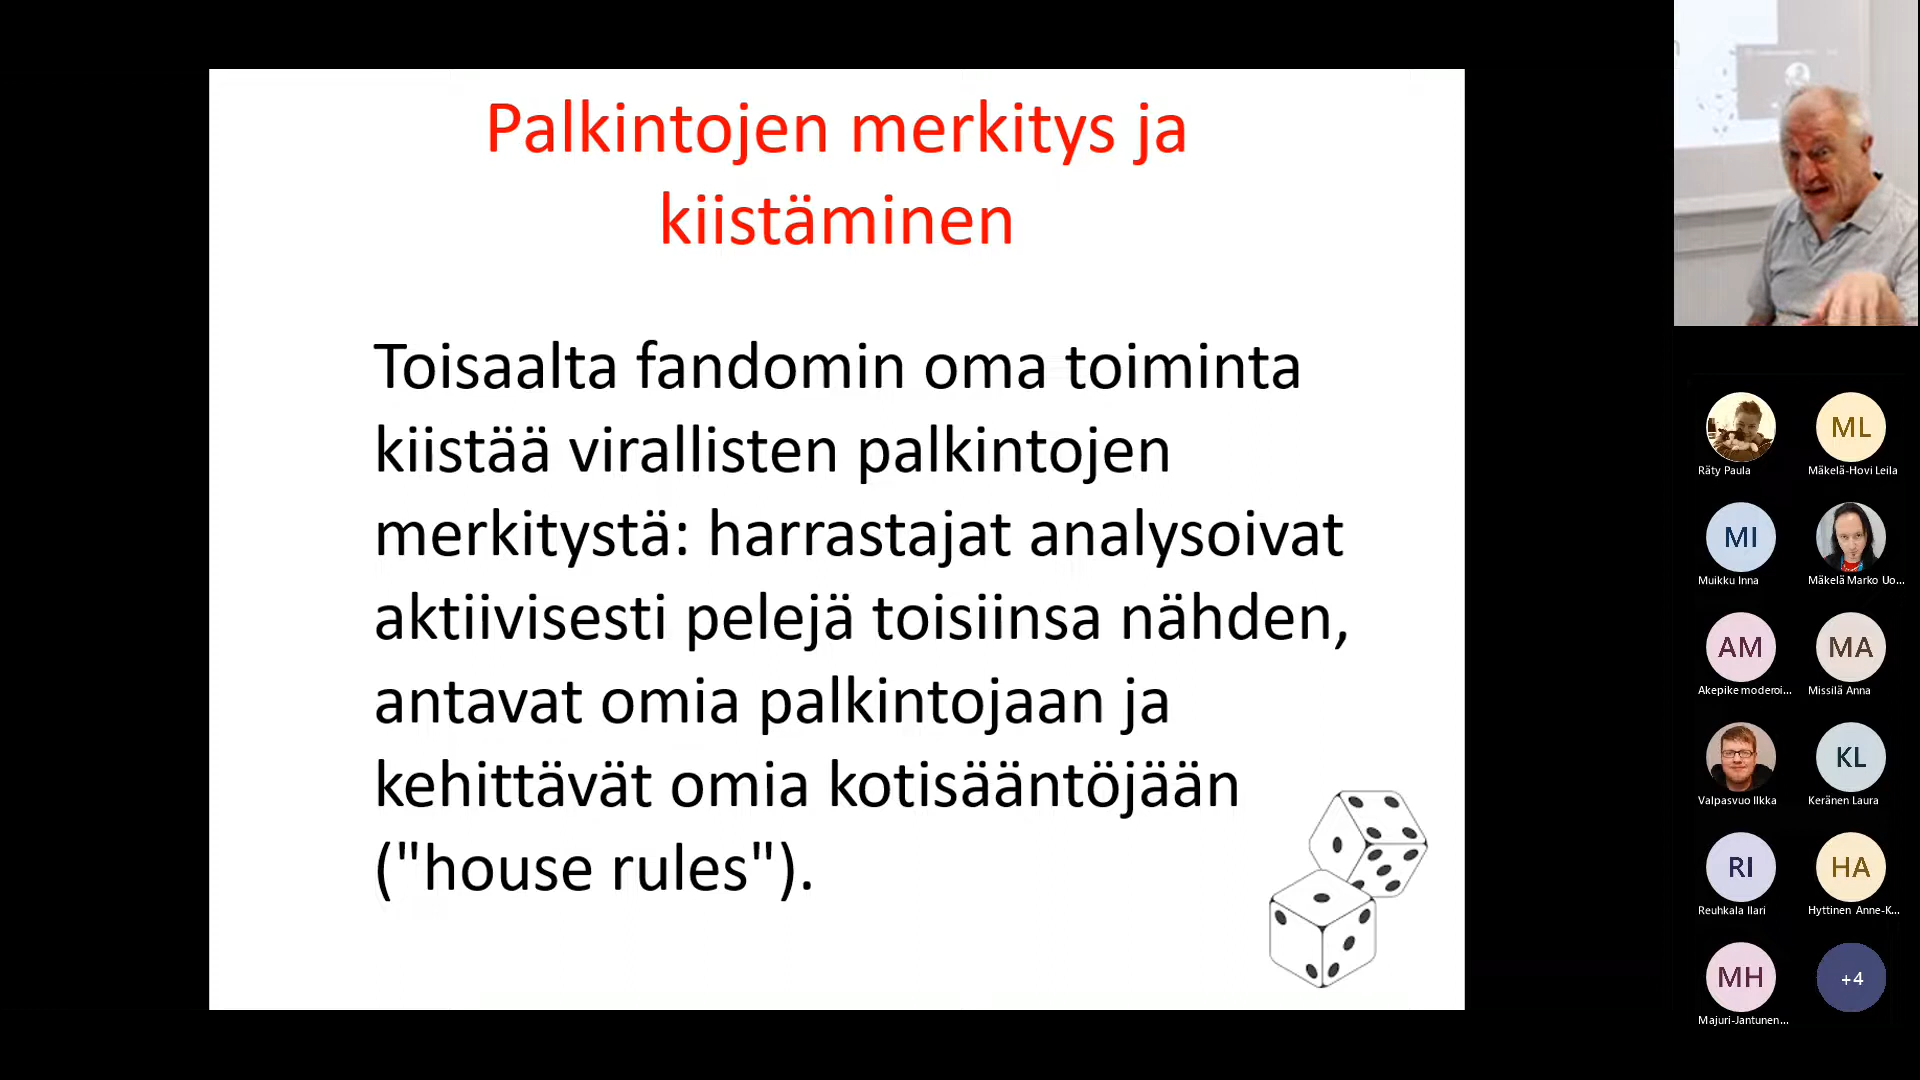 Palkintojen merkitys ja
kiistäminen
Toisaalta fandomin oma toiminta
kiistää virallisten palkintojen
merkitystä: harrastajat analysoivat
aktiivisesti pelejä toisiinsa nähden,
antavat omia palkintojaan ja
kehittävät omia kotisääntöjään
("house rules").
ML
Räty Paula
Mäkelä-Hovi Leila
MI
Muikku Inna
Mäkelä Marko Uo...
AM
MA
Akepike moderoi...
Missilä Anna
KL
Valpasvuo Ilkka
Keränen Laura
RI
HA
Reuhkala Ilari
Hyttinen Anne-K...
MH
+4
Majuri-Jantunen...